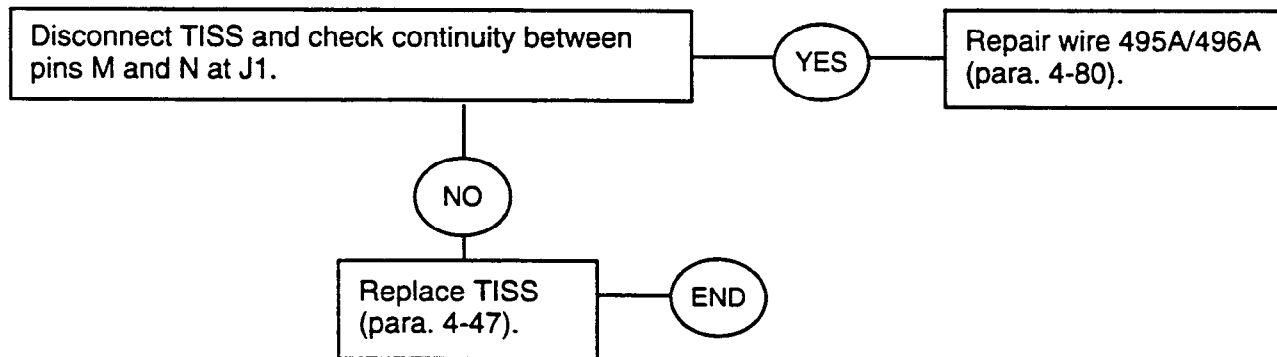 Disconnect TISS and check continuity between
pins M and N at J1.
YES
Repair wire 495A/496A
(para. 4-80).
NO
Replace TISS
(para. 4-47).
END